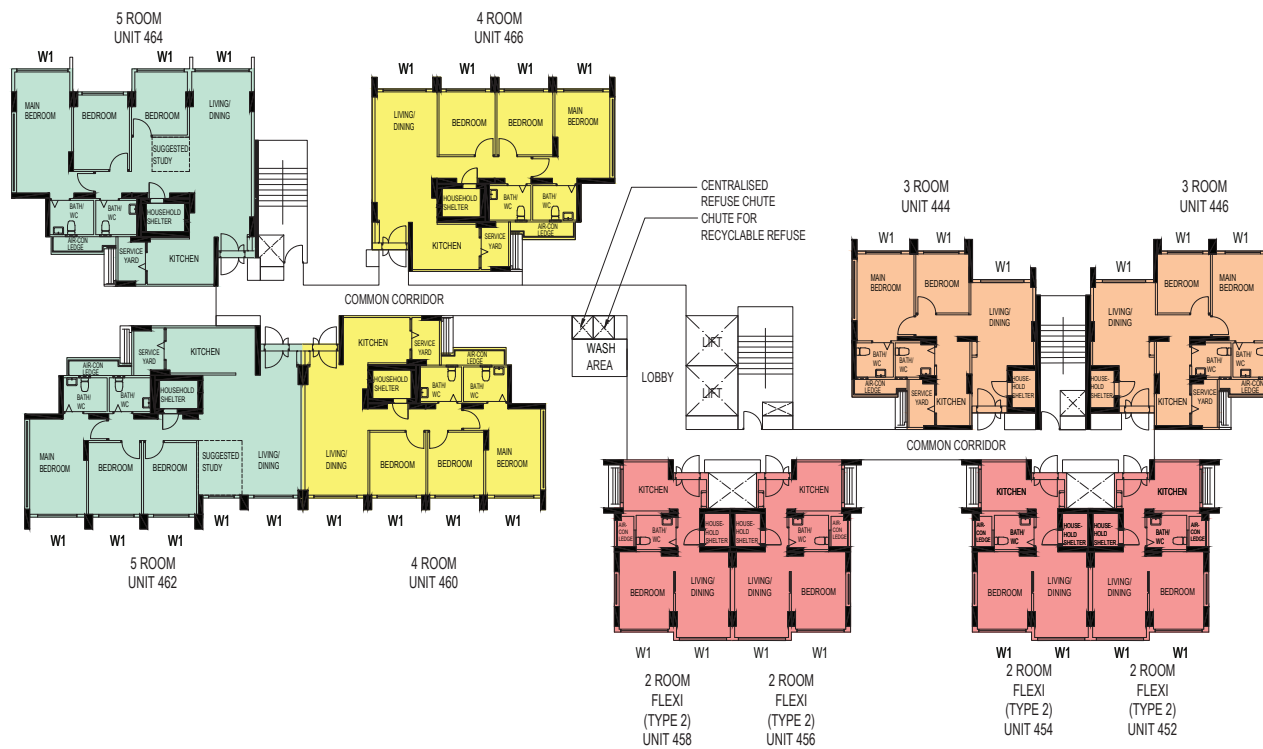 5 ROOM
UNIT 464
4 ROOM
UNIT 466
W1
W1
W1
W1
W1
W1
W1
MAIN
BEDROOM
BEDROOM
BEDROOM
LIVING/
DINING
SUGGESTED
STUDY
BATH/
WC
BATH/
WC
HOUSEHOLD
SHELTER
AIR-CON
LEDGE
SERVICE
YARD
KITCHEN
LIVING/
DINING
BEDROOM
BEDROOM
MAIN
BEDROOM
HOUSEHOLD
SHELTER
BATH/
WC
BATH/
WC
AIR-CON
LEDGE
KITCHEN
SERVICE
YARD
CENTRALISED
REFUSE CHUTE
CHUTE FOR
RECYCLABLE REFUSE
3 ROOM
UNIT 444
3 ROOM
UNIT 446
W1
W1
W1
W1
W1
W1
MAIN
BEDROOM
BEDROOM
LIVING/
DINING
BATH/
WC
BATH/
WC
AIR-CON
LEDGE
SERVICE
YARD
KITCHEN
HOUSE-
HOLD
SHELTER
LIVING/
DINING
BEDROOM
MAIN
BEDROOM
BATH/
WC
BATH/
WC
AIR-CON
LEDGE
HOUSE-
HOLD
SHELTER
KITCHEN
SERVICE
YARD
COMMON CORRIDOR
WASH
AREA
LOBBY
LIFT
LIFT
COMMON CORRIDOR
SERVICE
YARD
KITCHEN
AIR-CON
LEDGE
BATH/
WC
BATH/
WC
HOUSEHOLD
SHELTER
MAIN
BEDROOM
BEDROOM
BEDROOM
SUGGESTED
STUDY
LIVING/
DINING
KITCHEN
SERVICE
YARD
AIR-CON
LEDGE
HOUSEHOLD
SHELTER
BATH/
WC
BATH/
WC
LIVING/
DINING
BEDROOM
BEDROOM
MAIN
BEDROOM
W1
W1
W1
W1
W1
W1
W1
W1
W1
5 ROOM
UNIT 462
4 ROOM
UNIT 460
KITCHEN
AIR-
CON
LEDGE
BATH/
WC
HOUSE-
HOLD
SHELTER
BEDROOM
LIVING/
DINING
KITCHEN
HOUSE-
HOLD
SHELTER
BATH/
WC
AIR-
CON
LEDGE
LIVING/
DINING
BEDROOM
KITCHEN
AIR-
CON
LEDGE
BATH/
WC
HOUSE-
HOLD
SHELTER
BEDROOM
LIVING/
DINING
KITCHEN
HOUSE-
HOLD
SHELTER
BATH/
WC
AIR-
CON
LEDGE
LIVING/
DINING
BEDROOM
W1
W1
W1
W1
W1
W1
W1
W1
2 ROOM
FLEXI
(TYPE 2)
UNIT 458
2 ROOM
FLEXI
(TYPE 2)
UNIT 456
2 ROOM
FLEXI
(TYPE 2)
UNIT 454
2 ROOM
FLEXI
(TYPE 2)
UNIT 452